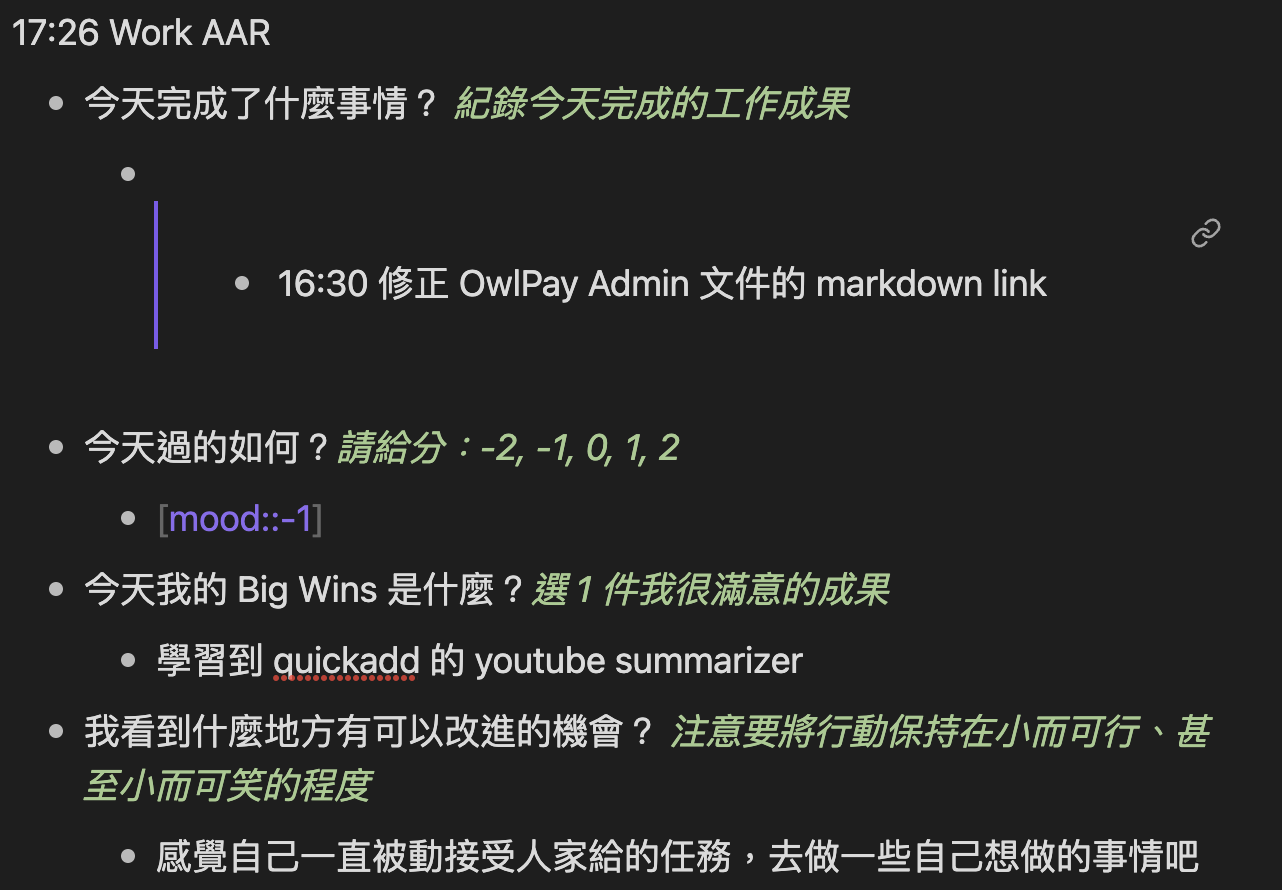 17:26 Work AAR
今天完成了什麼事情？ 紀錄今天完成的工作成果
16:30 修正 OwlPay Admin 文件的 markdown link
今天過的如何？請給分：-2, -1, 0, 1, 2
[mood::-1]
今天我的 Big Wins 是什麼？選 1 件我很滿意的成果
學習到 quickadd 的 youtube summarizer
我看到什麼地方有可以改進的機會？ 注意要將行動保持在小而可行、甚
至小而可笑的程度
感覺自己一直被動接受人家給的任務，去做一些自己想做的事情吧